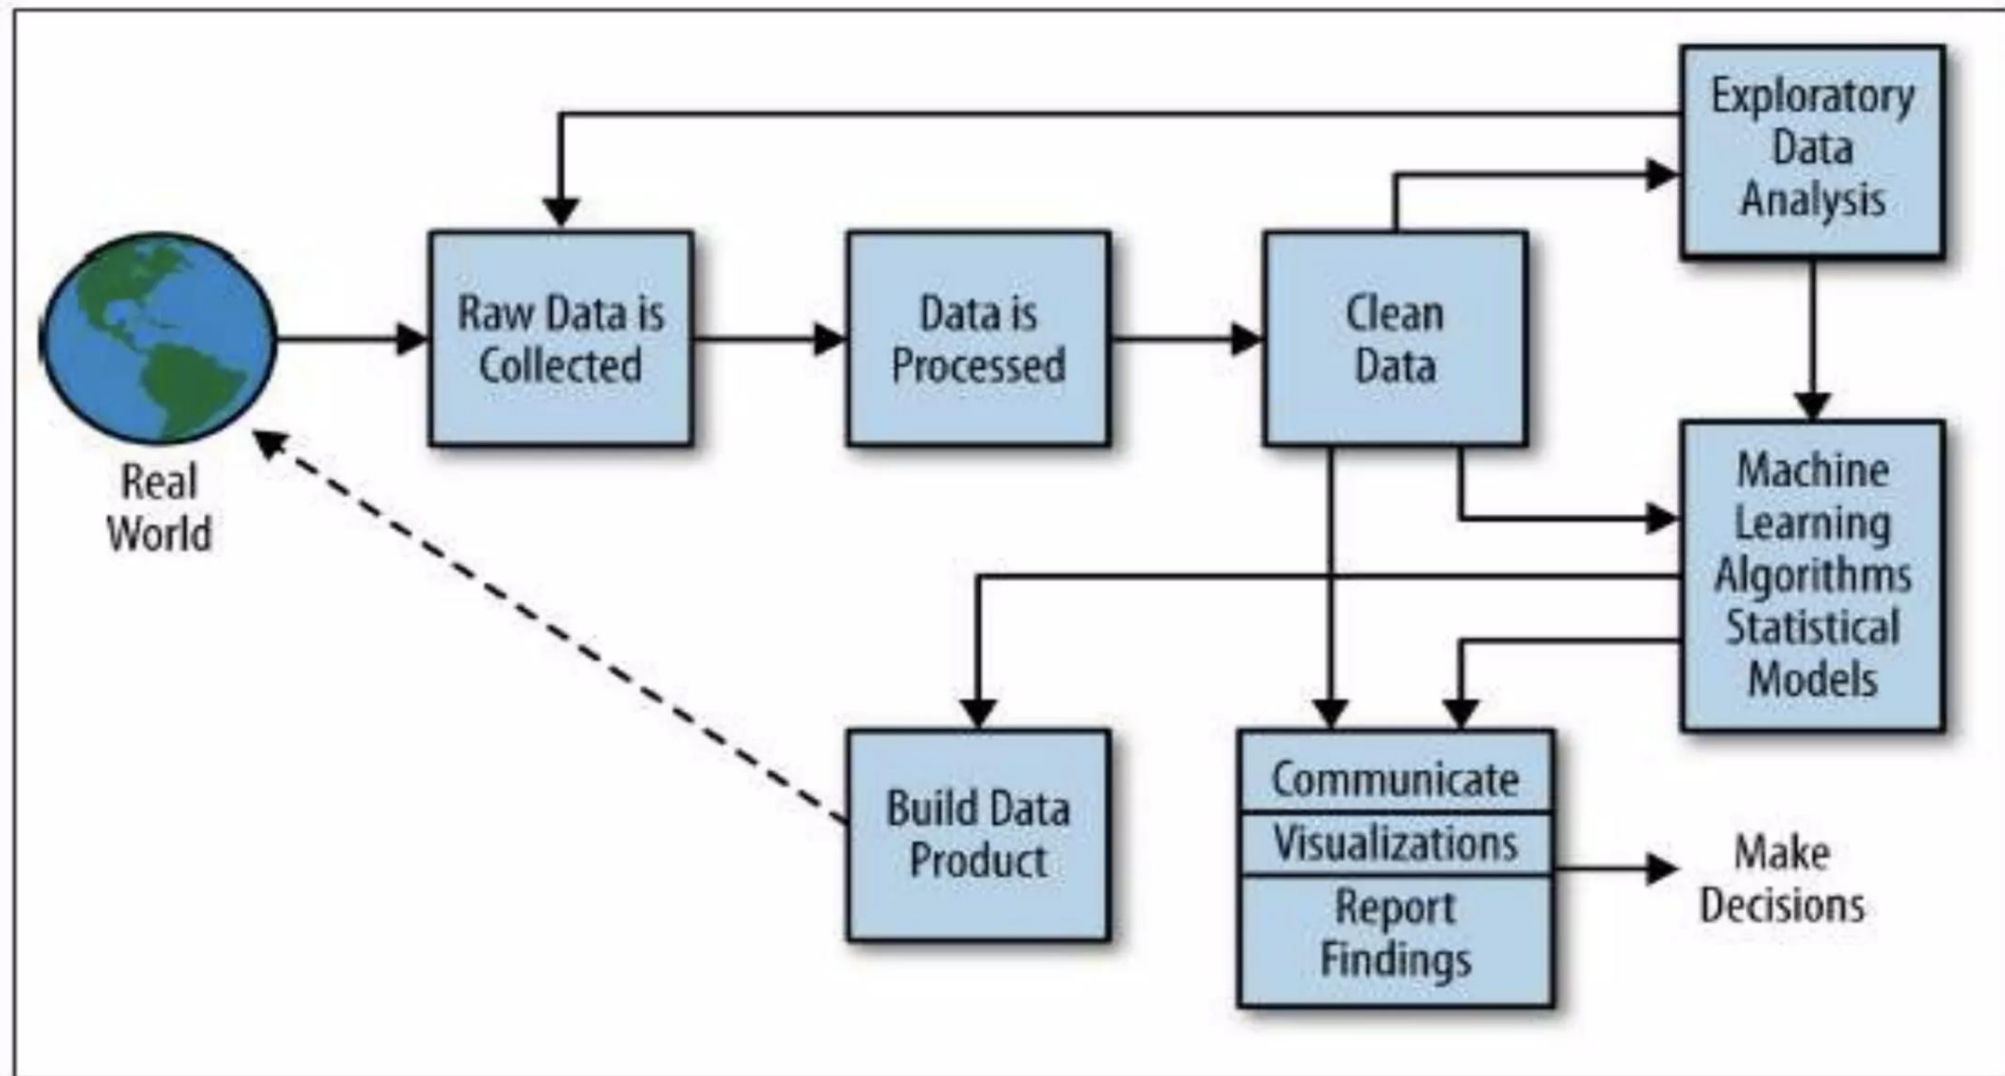 Exploratory
Data
Analysis
Raw Data is
Collected
Data is
Processed
Clean
Data
Real
World
Machine
Learning
Algorithms
Statistical
Models
Build Data
Product
Communicate
Visualizations
Report
Findings
Make
Decisions